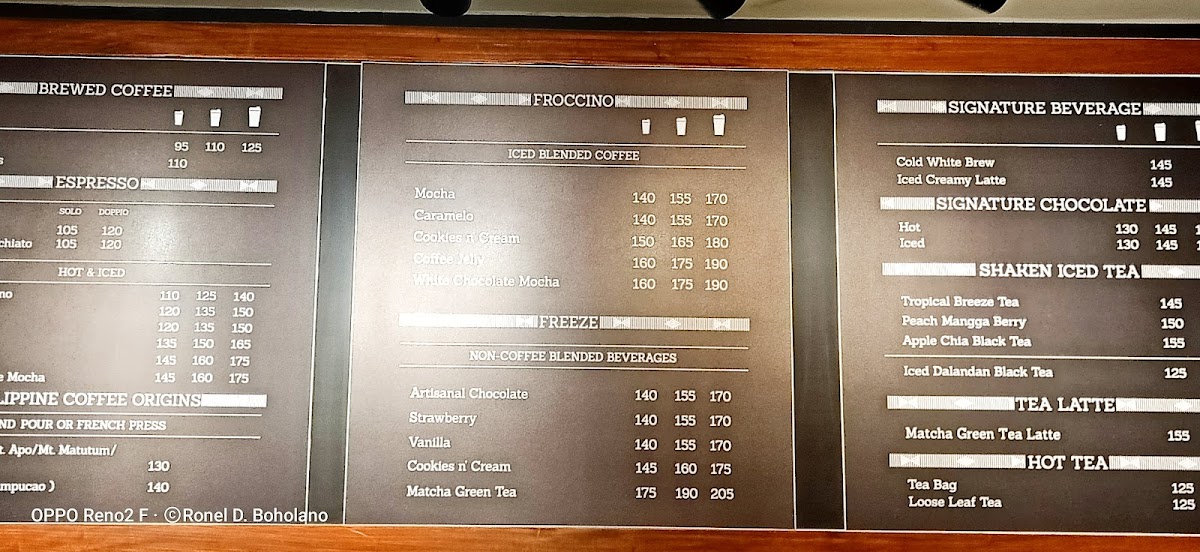 BREWED COFFEE
95 110 125
s 110
ESPRESSO
SOLO DOPPIO
105 120
chiato 105 120
HOT & ICED
no 110 125 140
120 135 150
120 135 150
135 150 165
145 160 175
e Mocha 145 160 175
LIPPINE COFFEE ORIGINS
ND POUR OR FRENCH PRESS
t. Apo/Mt. Matutum/
130
mpucao ) 140
FROCCINO
ICED BLENDED COFFEE
Mocha 140 155 170
Caramelo 140 155 170
Cookies n' Cream 150 165 180
Coffee Jelly 160 175 190
White Chocolate Mocha 160 175 190
FREEZE
NON-COFFEE BLENDED BEVERAGES
Artisanal Chocolate 140 155 170
Strawberry 140 155 170
Vanilla 140 155 170
Cookies n' Cream 145 160 175
Matcha Green Tea 175 190 205
SIGNATURE BEVERAGE
Cold White Brew 145
Iced Creamy Latte 145
SIGNATURE CHOCOLATE
Hot 130 145 1
Iced 130 145 1
SHAKEN ICED TEA
Tropical Breeze Tea 145
Peach Mangga Berry 150
Apple Chia Black Tea 155
Iced Dalandan Black Tea 125
TEA LATTE
Matcha Green Tea Latte 155
HOT TEA
Tea Bag 125
Loose Leaf Tea 125
OPPO Reno2 F · ©Ronel D. Boholano